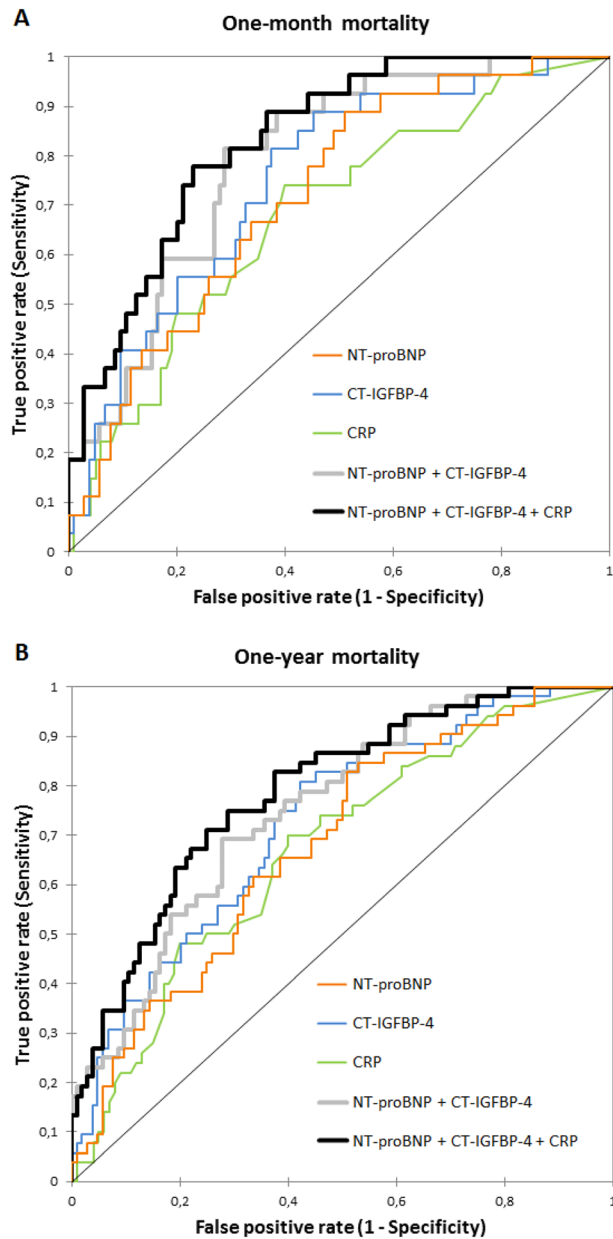 A
One-month mortality
True positive rate (Sensitivity)
1
0,9
0,8
0,7
0,6
0,5
0,4
0,3
0,2
0,1
0
NT-proBNP
CT-IGFBP-4
CRP
NT-proBNP + CT-IGFBP-4
NT-proBNP + CT-IGFBP-4 + CRP
0 0,2 0,4 0,6 0,8 1
False positive rate (1 - Specificity)
B
One-year mortality
True positive rate (Sensitivity)
1
0,9
0,8
0,7
0,6
0,5
0,4
0,3
0,2
0,1
0
NT-proBNP
CT-IGFBP-4
CRP
NT-proBNP + CT-IGFBP-4
NT-proBNP + CT-IGFBP-4 + CRP
0 0,2 0,4 0,6 0,8 1
False positive rate (1 - Specificity)